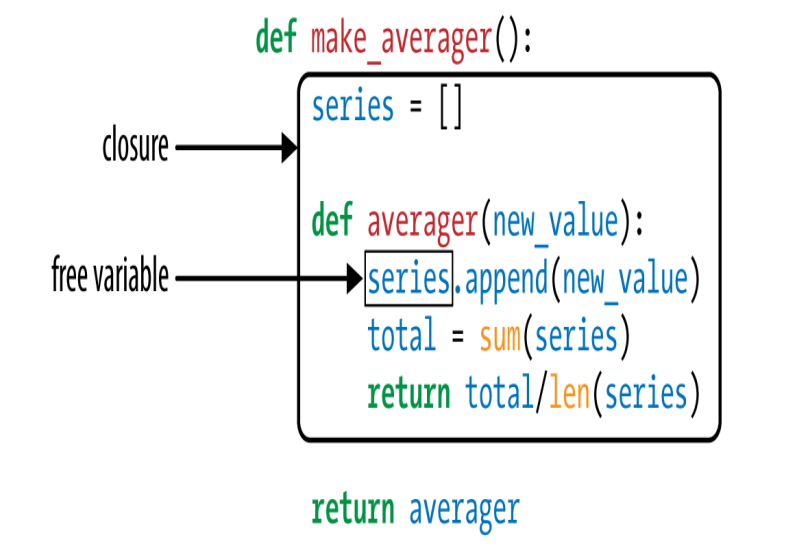 def make_averager():
series = []
closure
def averager(new_value):
free variable
series.append(new_value)
total = sum(series)
return total/len(series)
return averager